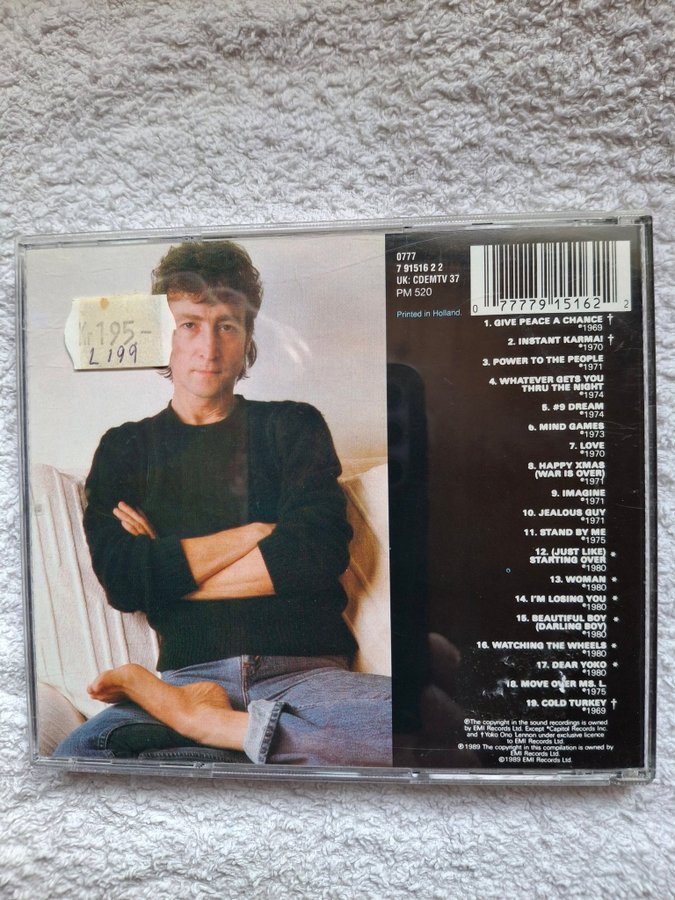 Kr 195,-
L 199
0777
7 91516 2 2
UK: CDEMTV 37
PM 520
Printed in Holland.
0 77779 15162 2
1. GIVE PEACE A CHANCE †
℗1969
2. INSTANT KARMA! †
℗1970
3. POWER TO THE PEOPLE
℗1971
4. WHATEVER GETS YOU
THRU THE NIGHT
℗1974
5. #9 DREAM
℗1974
6. MIND GAMES
℗1973
7. LOVE
℗1970
8. HAPPY XMAS
(WAR IS OVER)
℗1971
9. IMAGINE
℗1971
10. JEALOUS GUY
℗1971
11. STAND BY ME
℗1975
12. (JUST LIKE) *
STARTING OVER
℗1980
13. WOMAN *
℗1980
14. I'M LOSING YOU *
℗1980
15. BEAUTIFUL BOY *
(DARLING BOY)
℗1980
16. WATCHING THE WHEELS *
℗1980
17. DEAR YOKO *
℗1980
18. MOVE OVER MS. L.
℗1975
19. COLD TURKEY †
℗1969
℗The copyright in the sound recordings is owned
by EMI Records Ltd. Except *Capitol Records Inc.
and †Yoko Ono Lennon under exclusive licence
to EMI Records Ltd.
℗1989 The copyright in this compilation is owned by
EMI Records Ltd.
©1989 EMI Records Ltd.